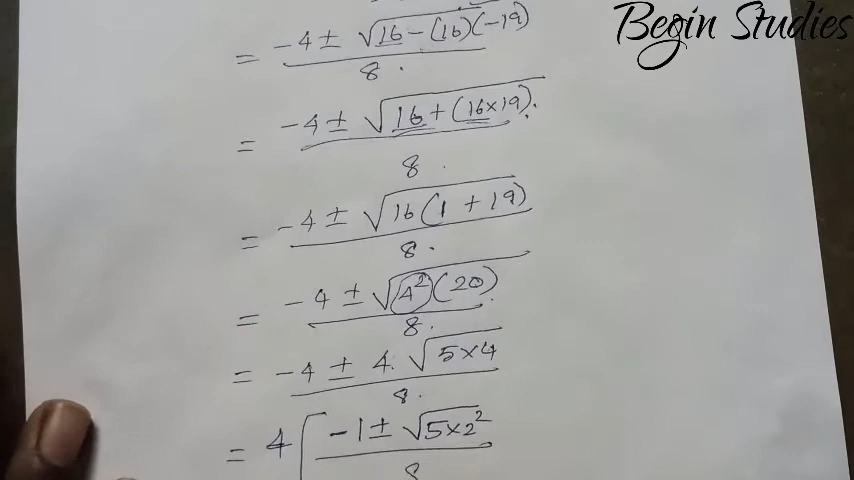 Begin Studies
= -4 ± √16 - (16)(-19) / 8 .
= -4 ± √16 + (16×19). / 8 .
= -4 ± √16(1 + 19) / 8 .
= -4 ± √4²(20) / 8 .
= -4 ± 4. √5×4 / 8 .
= 4 [ -1 ± √5×2² / 8